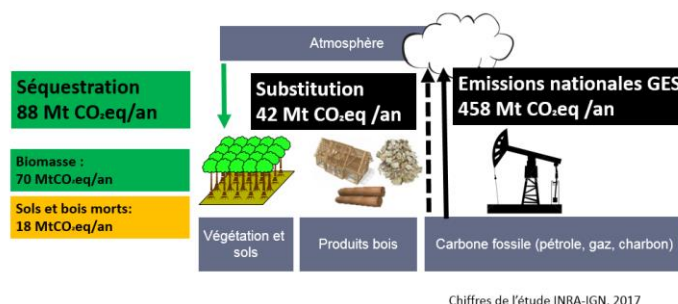 Atmosphère
Séquestration
88 Mt CO₂eq /an
Substitution
42 Mt CO₂eq /an
Emissions nationales GES
458 Mt CO₂eq /an
Biomasse :
70 MtCO₂eq/an
Sols et bois morts:
18 MtCO₂eq/an
Végétation et
sols
Produits bois
Carbone fossile (pétrole, gaz, charbon)
Chiffres de l'étude INRA-IGN, 2017